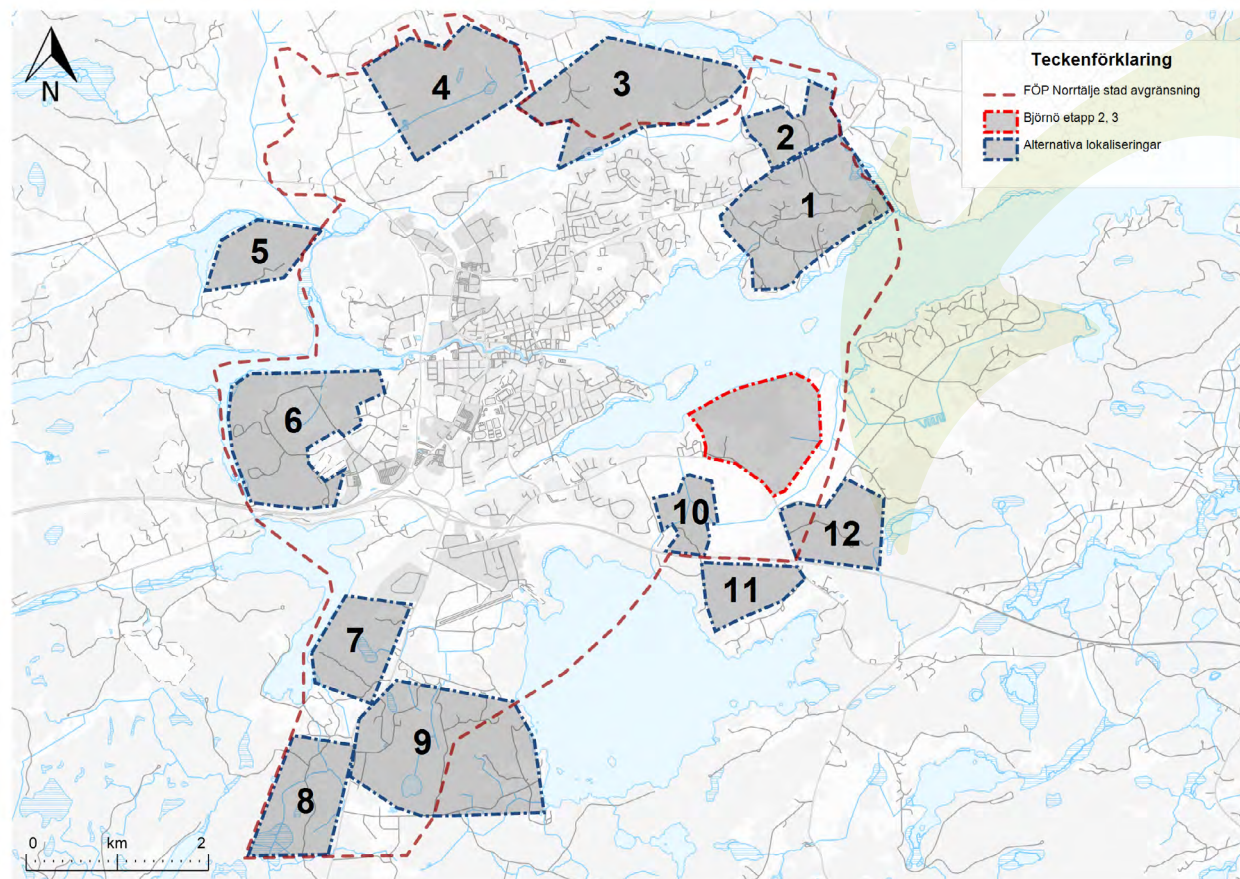 N
Teckenförklaring
FÖP Norrtälje stad avgränsning
Björnö etapp 2, 3
Alternativa lokaliseringar
4
3
2
1
5
6
10
12
11
7
9
8
0 km 2